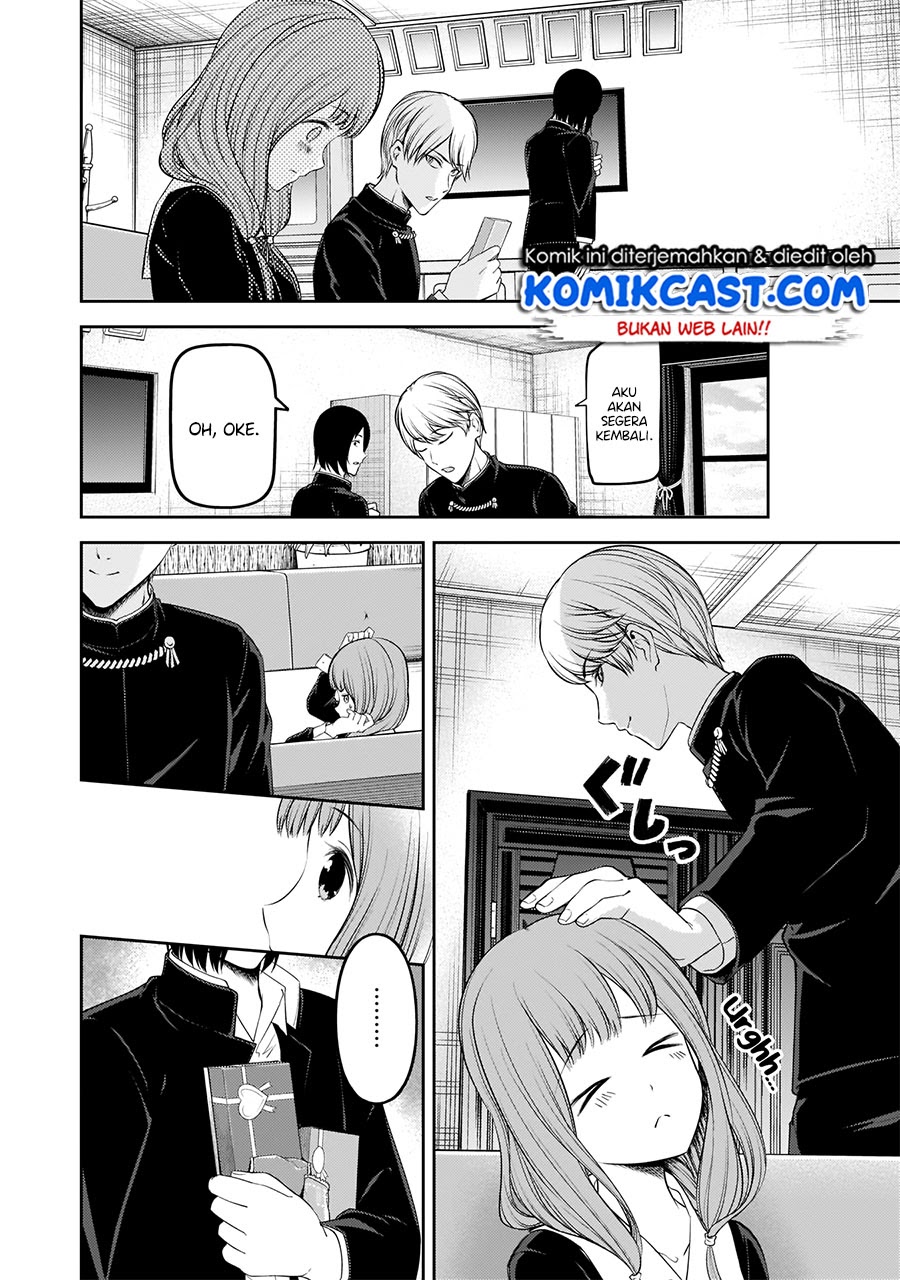 Komik ini diterjemahkan & diedit oleh
KOMIKCAST.COM
BUKAN WEB LAIN!!
AKU
AKAN
SEGERA
KEMBALI.
OH, OKE.
ぐしっ
Urghh...
.........